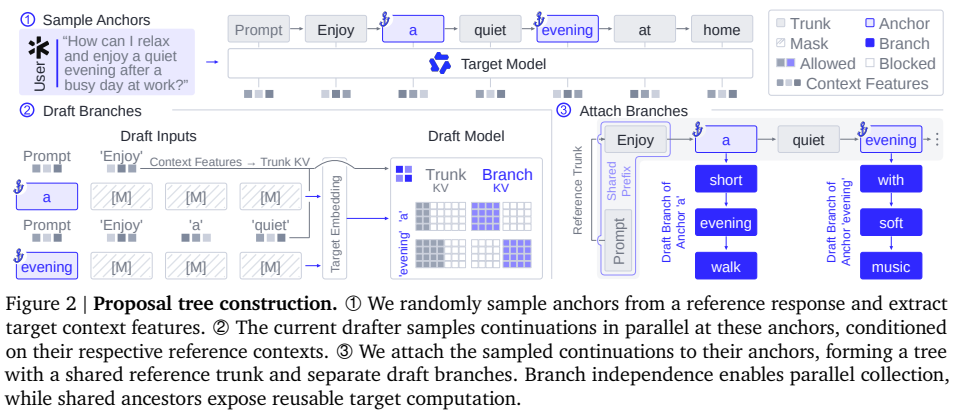 ① Sample Anchors
User
“How can I relax
and enjoy a quiet
evening after a
busy day at work?”
Prompt Enjoy a quiet evening at home
Target Model
Trunk Anchor
Mask Branch
Allowed Blocked
Context Features
② Draft Branches
Draft Inputs
Draft Model
Prompt 'Enjoy'
Context Features → Trunk KV
a [M] [M] [M]
Prompt 'Enjoy' 'a' 'quiet'
evening [M] [M] [M]
Target Embedding
Trunk Branch
KV KV
'a'
'evening'
③ Attach Branches
Reference Trunk
Shared
Prefix
Prompt
Enjoy a quiet evening ⋮
Draft Branch of
Anchor 'a'
short
evening
walk
Draft Branch of
Anchor 'evening'
with
soft
music
Figure 2 | Proposal tree construction. ① We randomly sample anchors from a reference response and extract
target context features. ② The current drafter samples continuations in parallel at these anchors, conditioned
on their respective reference contexts. ③ We attach the sampled continuations to their anchors, forming a tree
with a shared reference trunk and separate draft branches. Branch independence enables parallel collection,
while shared ancestors expose reusable target computation.